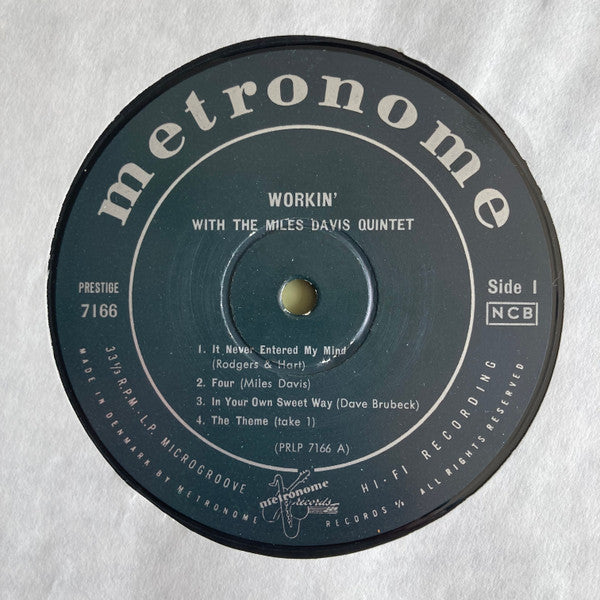 metronome
WORKIN'
WITH THE MILES DAVIS QUINTET
PRESTIGE
7166
Side 1
NCB
1. It Never Entered My Mind
(Rodgers & Hart)
2. Four (Miles Davis)
3. In Your Own Sweet Way (Dave Brubeck)
4. The Theme (take 1)
(PRLP 7166 A)
33⅓ R.P.M. L.P. MICROGROOVE
HI-FI RECORDING
MADE IN DENMARK BY METRONOME RECORDS A/S ALL RIGHTS RESERVED
metronome
records